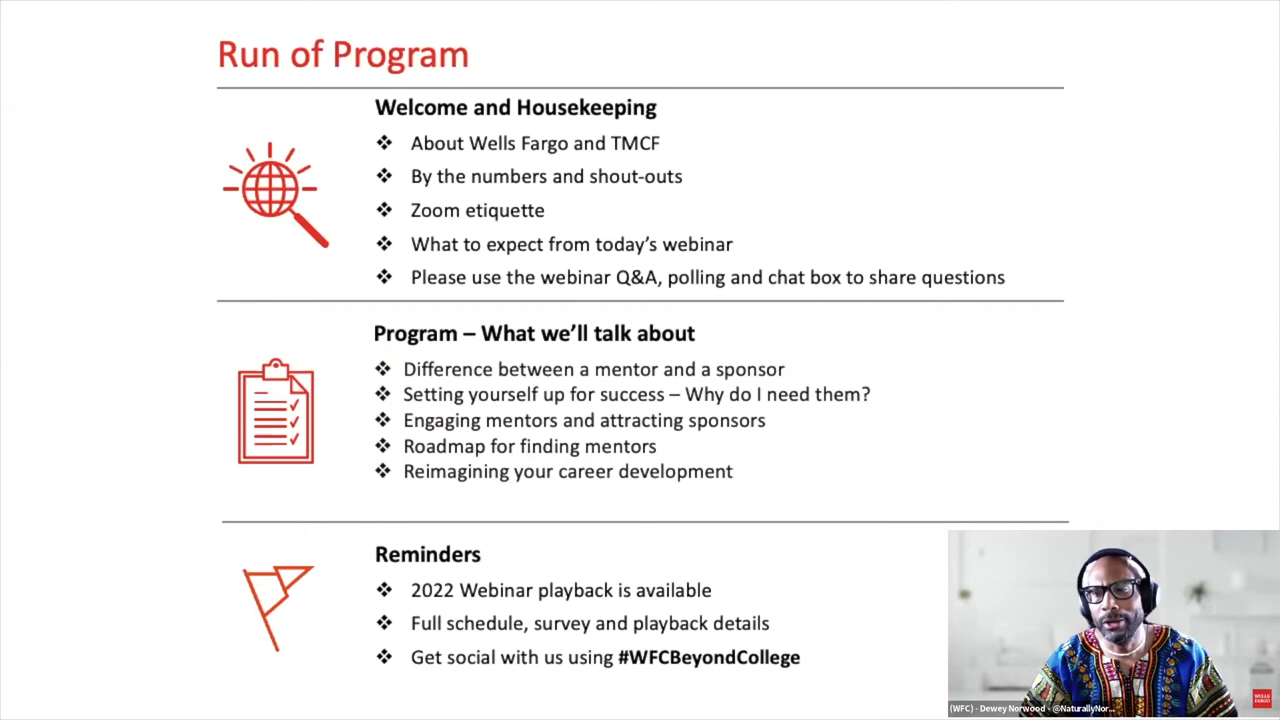 Run of Program
Welcome and Housekeeping
❖ About Wells Fargo and TMCF
❖ By the numbers and shout-outs
❖ Zoom etiquette
❖ What to expect from today’s webinar
❖ Please use the webinar Q&A, polling and chat box to share questions
Program – What we’ll talk about
❖ Difference between a mentor and a sponsor
❖ Setting yourself up for success – Why do I need them?
❖ Engaging mentors and attracting sponsors
❖ Roadmap for finding mentors
❖ Reimagining your career development
Reminders
❖ 2022 Webinar playback is available
❖ Full schedule, survey and playback details
❖ Get social with us using #WFCBeyondCollege
(WFC) - Dewey Norwood - @NaturallyNor...
WELLS
FARGO